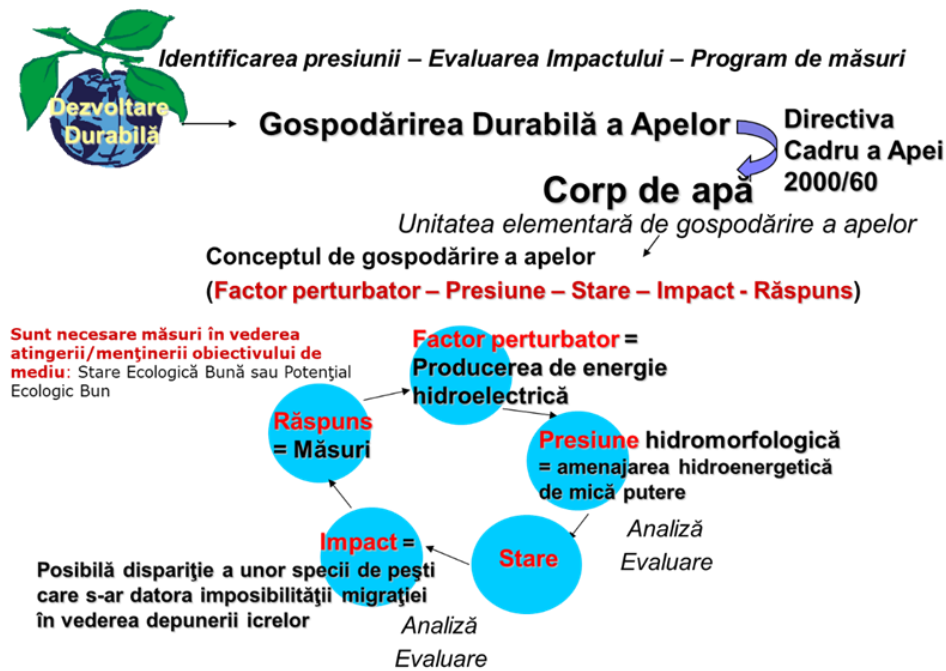 Identificarea presiunii – Evaluarea Impactului – Program de măsuri
Dezvoltare
Durabilă
Gospodărirea Durabilă a Apelor
Directiva
Cadru a Apei
2000/60
Corp de apă
Unitatea elementară de gospodărire a apelor
Conceptul de gospodărire a apelor
(Factor perturbator – Presiune – Stare – Impact - Răspuns)
Sunt necesare măsuri în vederea
atingerii/menţinerii obiectivului de
mediu: Stare Ecologică Bună sau Potenţial
Ecologic Bun
Factor perturbator =
Producerea de energie
hidroelectrică
Presiune hidromorfologică
= amenajarea hidroenergetică
de mică putere
Analiză
Evaluare
Stare
Impact =
Posibilă dispariţie a unor specii de peşti
care s-ar datora imposibilităţii migraţiei
în vederea depunerii icrelor
Analiză
Evaluare
Răspuns
= Măsuri